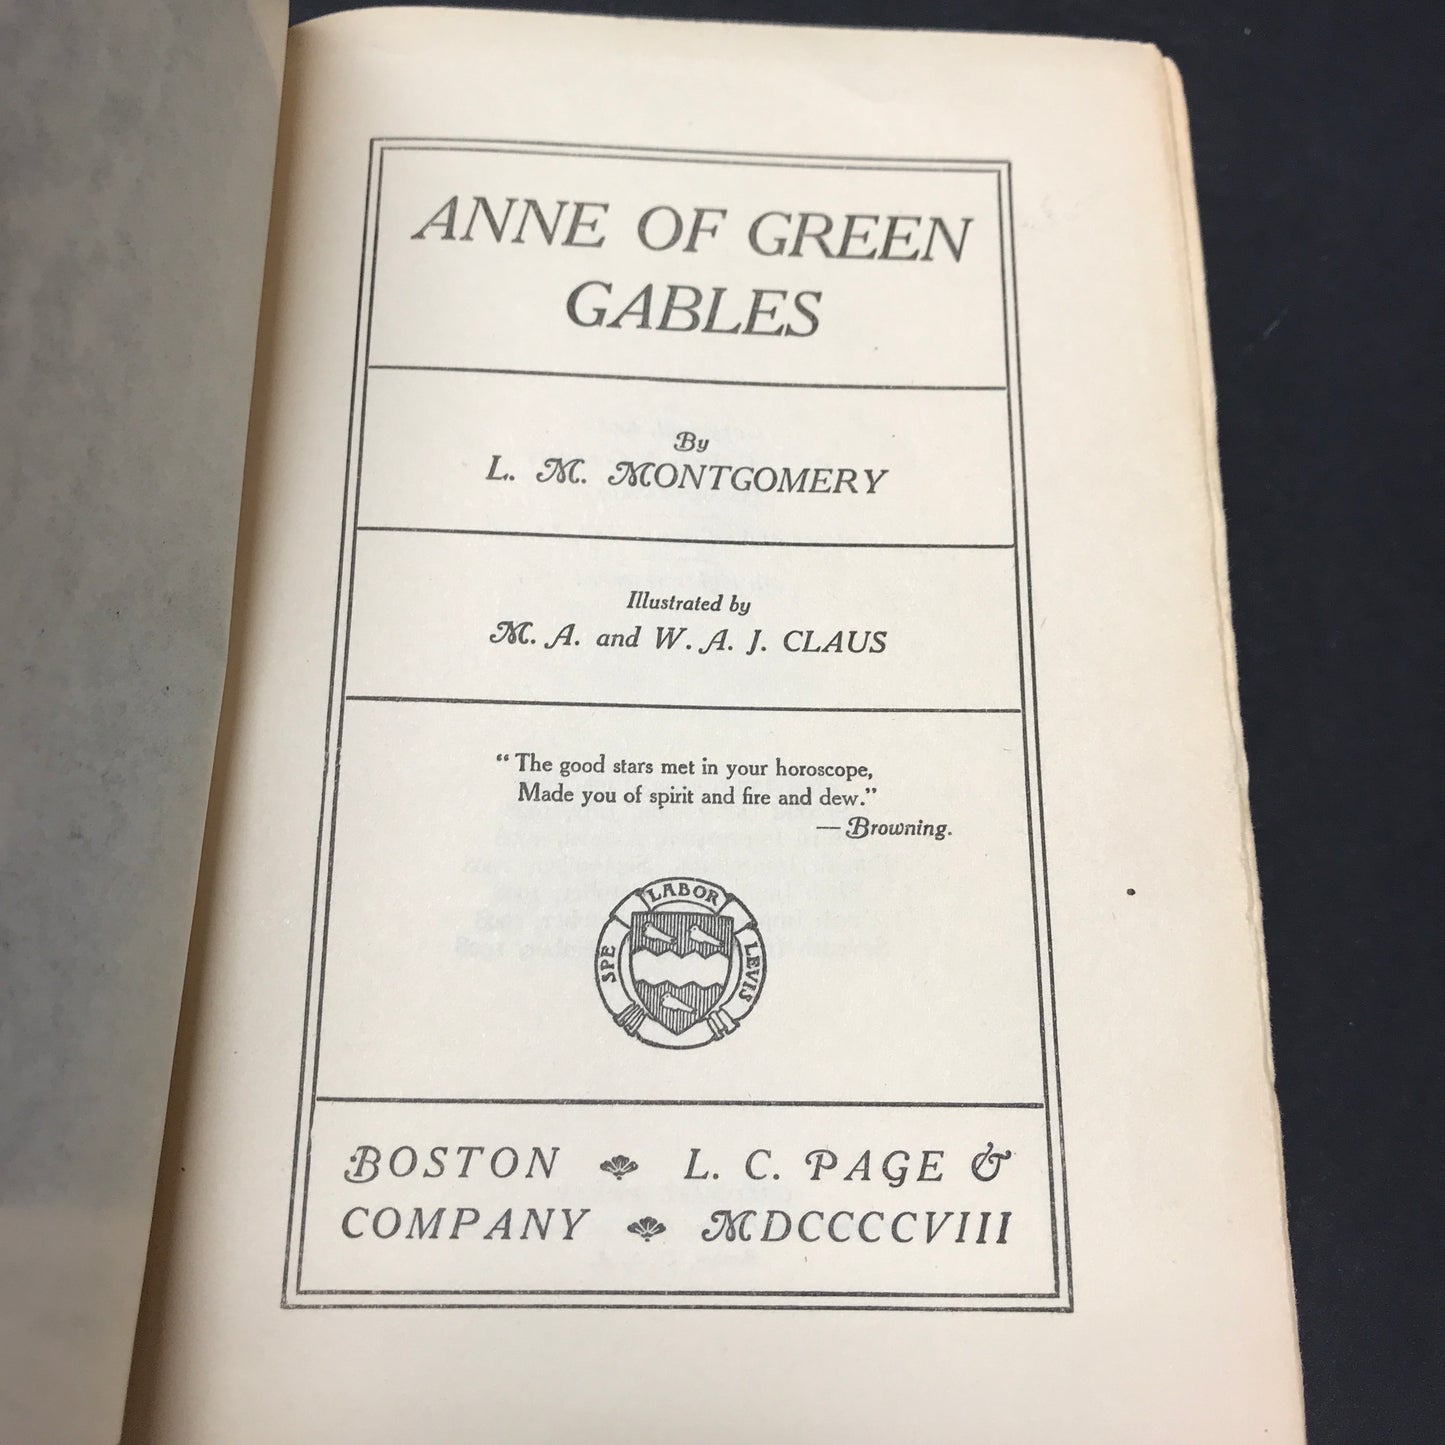 ANNE OF GREEN
GABLES
By
L. M. MONTGOMERY
Illustrated by
M. A. and W. A. J. CLAUS
“The good stars met in your horoscope,
Made you of spirit and fire and dew.”
— Browning.
SPE LABOR LEVIS
BOSTON L. C. PAGE &
COMPANY MDCCCCVIII